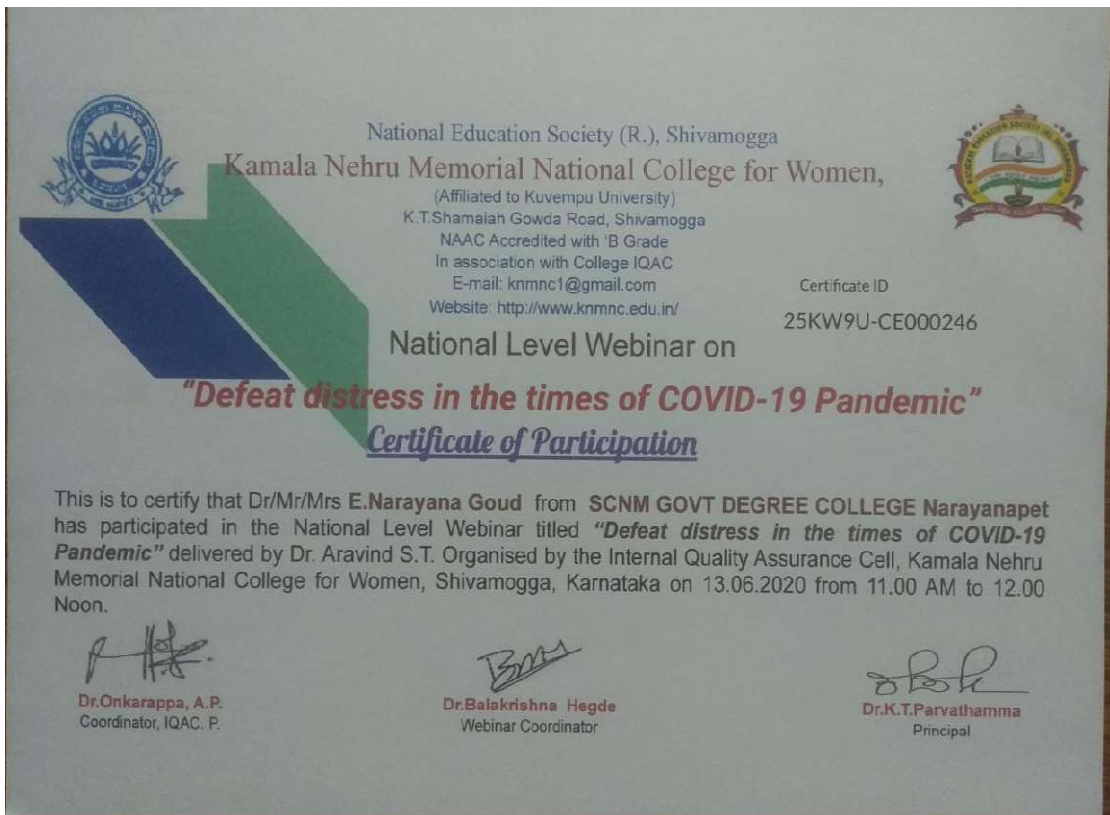 National Education Society (R.), Shivamogga
Kamala Nehru Memorial National College for Women,
(Affiliated to Kuvempu University)
K.T.Shamaiah Gowda Road, Shivamogga
NAAC Accredited with 'B Grade
In association with College IQAC
E-mail: knmnc1@gmail.com
Website: http://www.knmnc.edu.in/
Certificate ID
25KW9U-CE000246
National Level Webinar on
"Defeat distress in the times of COVID-19 Pandemic"
Certificate of Participation
This is to certify that Dr/Mr/Mrs E.Narayana Goud from SCNM GOVT DEGREE COLLEGE Narayanapet
has participated in the National Level Webinar titled "Defeat distress in the times of COVID-19
Pandemic" delivered by Dr. Aravind S.T. Organised by the Internal Quality Assurance Cell, Kamala Nehru
Memorial National College for Women, Shivamogga, Karnataka on 13.06.2020 from 11.00 AM to 12.00
Noon.
Dr.Onkarappa, A.P.
Coordinator, IQAC. P.
Dr.Balakrishna Hegde
Webinar Coordinator
Dr.K.T.Parvathamma
Principal